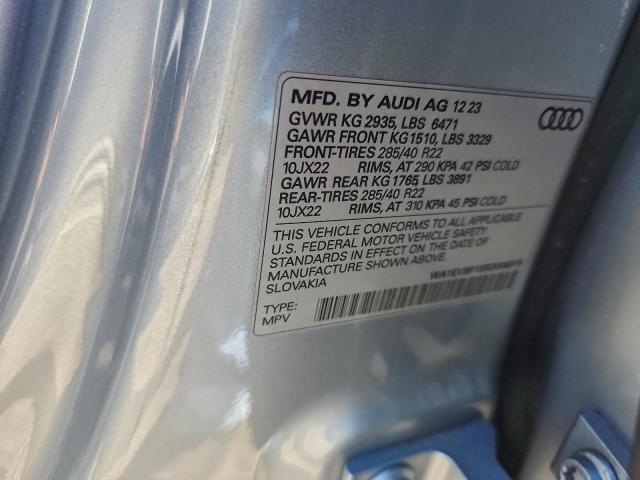 MFD. BY AUDI AG 12 23
GVWR KG 2935, LBS 6471
GAWR FRONT KG 1510, LBS 3329
FRONT-TIRES 285/40 R22
10JX22 RIMS, AT 290 KPA 42 PSI COLD
GAWR REAR KG 1765, LBS 3891
REAR-TIRES 285/40 R22
10JX22 RIMS, AT 310 KPA 45 PSI COLD
THIS VEHICLE CONFORMS TO ALL APPLICABLE
U.S. FEDERAL MOTOR VEHICLE SAFETY
STANDARDS IN EFFECT ON THE DATE OF
MANUFACTURE SHOWN ABOVE.
SLOVAKIA
TYPE:
MPV